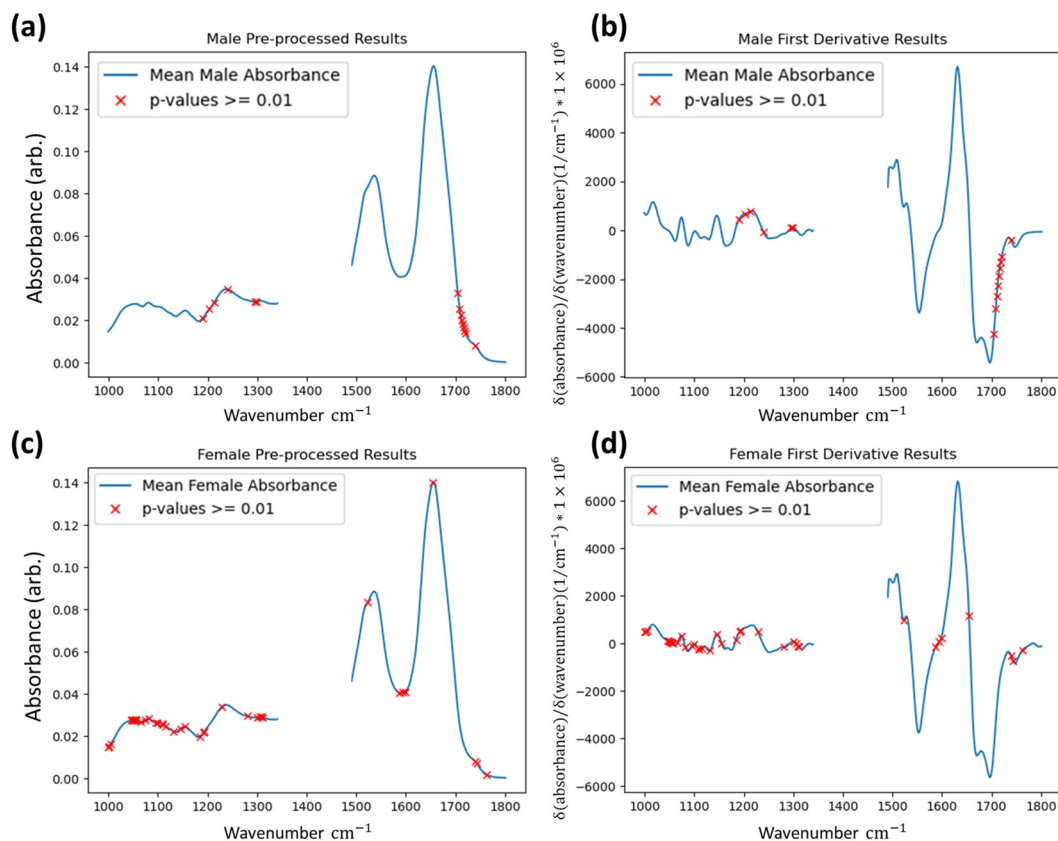 (a)
Male Pre-processed Results
Mean Male Absorbance
p-values >= 0.01
Absorbance (arb.)
0.14
0.12
0.10
0.08
0.06
0.04
0.02
0.00
1000 1100 1200 1300 1400 1500 1600 1700 1800
Wavenumber cm⁻¹
(b)
Male First Derivative Results
Mean Male Absorbance
p-values >= 0.01
δ(absorbance)/δ(wavenumber)(1/cm⁻¹) * 1 × 10⁶
6000
4000
2000
0
−2000
−4000
−6000
1000 1100 1200 1300 1400 1500 1600 1700 1800
Wavenumber cm⁻¹
(c)
Female Pre-processed Results
Mean Female Absorbance
p-values >= 0.01
Absorbance (arb.)
0.14
0.12
0.10
0.08
0.06
0.04
0.02
0.00
1000 1100 1200 1300 1400 1500 1600 1700 1800
Wavenumber cm⁻¹
(d)
Female First Derivative Results
Mean Female Absorbance
p-values >= 0.01
δ(absorbance)/δ(wavenumber)(1/cm⁻¹) * 1 × 10⁶
6000
4000
2000
0
−2000
−4000
−6000
1000 1100 1200 1300 1400 1500 1600 1700 1800
Wavenumber cm⁻¹